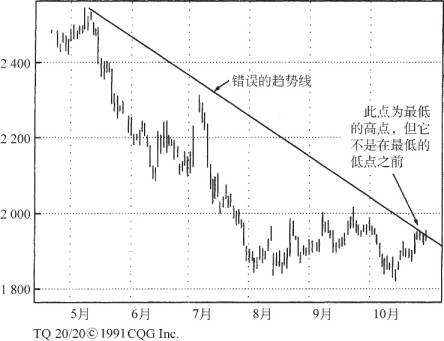 2 400
2 200
2 000
1 800
错误的趋势线
此点为最低
的高点，但它
不是在最低的
低点之前
5月
6月
7月
8月
9月
10月
TQ 20/20©1991CQG Inc.